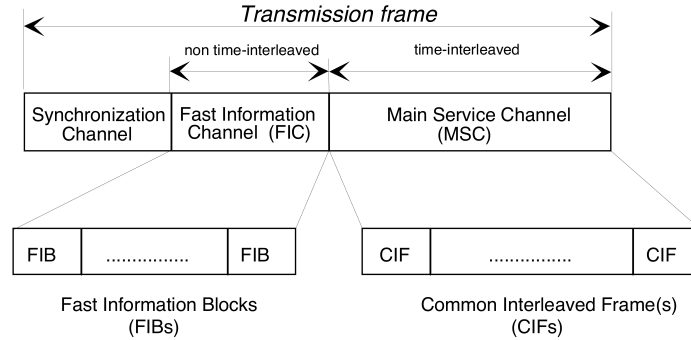 Transmission frame
non time-interleaved
time-interleaved
Synchronization
Channel
Fast Information
Channel (FIC)
Main Service Channel
(MSC)
FIB
................
FIB
CIF
................
CIF
Fast Information Blocks
(FIBs)
Common Interleaved Frame(s)
(CIFs)